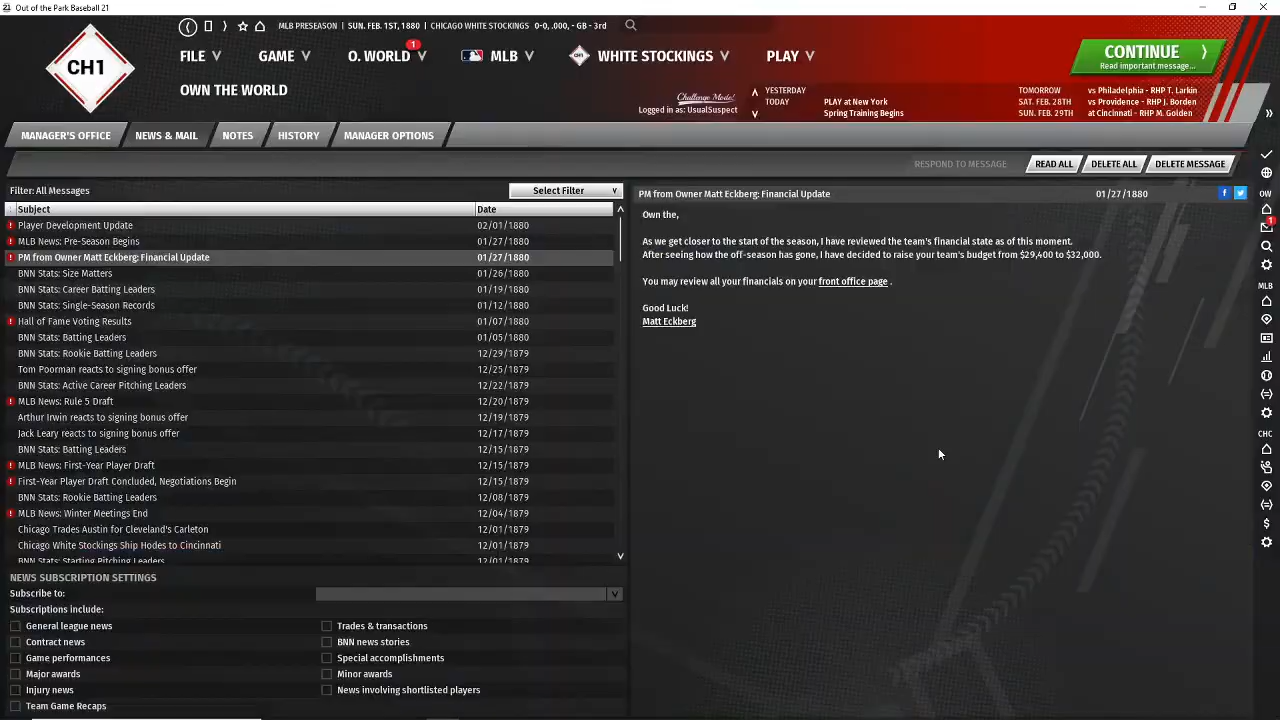 Out of the Park Baseball 21
MLB PRESEASON | SUN. FEB. 1ST, 1880 | CHICAGO WHITE STOCKINGS 0-0, .000, - GB - 3rd
CH1
FILE GAME O. WORLD 1 MLB CH1 WHITE STOCKINGS PLAY
CONTINUE
Read important message...
OWN THE WORLD
Challenge Mode!
Logged in as: UsualSuspect
YESTERDAY
TODAY PLAY at New York
Spring Training Begins
TOMORROW vs Philadelphia - RHP T. Larkin
SAT. FEB. 28TH vs Providence - RHP J. Borden
SUN. FEB. 29TH at Cincinnati - RHP M. Golden
MANAGER'S OFFICE NEWS & MAIL NOTES HISTORY MANAGER OPTIONS
RESPOND TO MESSAGE READ ALL DELETE ALL DELETE MESSAGE
Filter: All Messages Select Filter
Subject Date
Player Development Update 02/01/1880
MLB News: Pre-Season Begins 01/27/1880
PM from Owner Matt Eckberg: Financial Update 01/27/1880
BNN Stats: Size Matters 01/26/1880
BNN Stats: Career Batting Leaders 01/19/1880
BNN Stats: Single-Season Records 01/12/1880
Hall of Fame Voting Results 01/07/1880
BNN Stats: Batting Leaders 01/05/1880
BNN Stats: Rookie Batting Leaders 12/29/1879
Tom Poorman reacts to signing bonus offer 12/25/1879
BNN Stats: Active Career Pitching Leaders 12/22/1879
MLB News: Rule 5 Draft 12/20/1879
Arthur Irwin reacts to signing bonus offer 12/19/1879
Jack Leary reacts to signing bonus offer 12/17/1879
BNN Stats: Batting Leaders 12/15/1879
MLB News: First-Year Player Draft 12/15/1879
First-Year Player Draft Concluded, Negotiations Begin 12/15/1879
BNN Stats: Rookie Batting Leaders 12/08/1879
MLB News: Winter Meetings End 12/04/1879
Chicago Trades Austin for Cleveland's Carleton 12/01/1879
Chicago White Stockings Ship Hodes to Cincinnati 12/01/1879
BNN Stats: Starting Pitching Leaders 12/01/1879
NEWS SUBSCRIPTION SETTINGS
Subscribe to:
Subscriptions include:
General league news Trades & transactions
Contract news BNN news stories
Game performances Special accomplishments
Major awards Minor awards
Injury news News involving shortlisted players
Team Game Recaps
PM from Owner Matt Eckberg: Financial Update 01/27/1880
Own the,
As we get closer to the start of the season, I have reviewed the team's financial state as of this moment.
After seeing how the off-season has gone, I have decided to raise your team's budget from $29,400 to $32,000.
You may review all your financials on your front office page .
Good Luck!
Matt Eckberg
OW
1
MLB
CHC